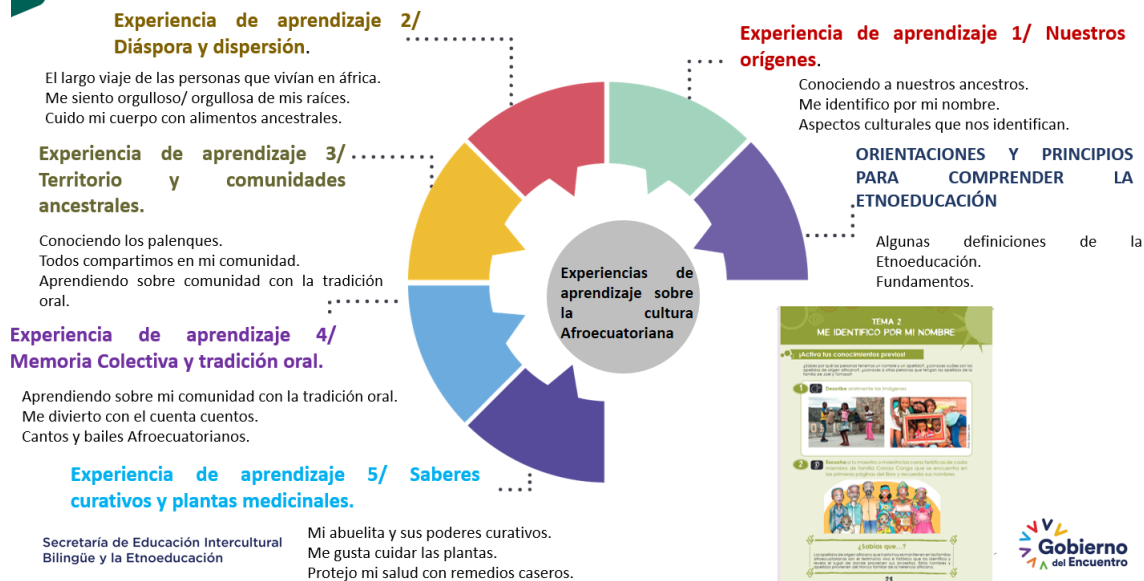 Experiencia de aprendizaje 2/
Diáspora y dispersión.
El largo viaje de las personas que vivían en áfrica.
Me siento orgulloso/ orgullosa de mis raíces.
Cuido mi cuerpo con alimentos ancestrales.
Experiencia de aprendizaje 1/ Nuestros
orígenes.
Conociendo a nuestros ancestros.
Me identifico por mi nombre.
Aspectos culturales que nos identifican.
Experiencia de aprendizaje 3/
Territorio y comunidades
ancestrales.
Conociendo los palenques.
Todos compartimos en mi comunidad.
Aprendiendo sobre comunidad con la tradición
oral.
ORIENTACIONES Y PRINCIPIOS
PARA COMPRENDER LA
ETNOEDUCACIÓN
Algunas definiciones de la
Etnoeducación.
Fundamentos.
Experiencias de
aprendizaje sobre
la cultura
Afroecuatoriana
Experiencia de aprendizaje 4/
Memoria Colectiva y tradición oral.
Aprendiendo sobre mi comunidad con la tradición oral.
Me divierto con el cuenta cuentos.
Cantos y bailes Afroecuatorianos.
Experiencia de aprendizaje 5/ Saberes
curativos y plantas medicinales.
Mi abuelita y sus poderes curativos.
Me gusta cuidar las plantas.
Protejo mi salud con remedios caseros.
Secretaría de Educación Intercultural
Bilingüe y la Etnoeducación
TEMA 2
ME IDENTIFICO POR MI NOMBRE
¡Activa tus conocimientos previos!
1 Describe oralmente las imágenes.
2 Escucha
¿Sabías que...?
Gobierno
del Encuentro